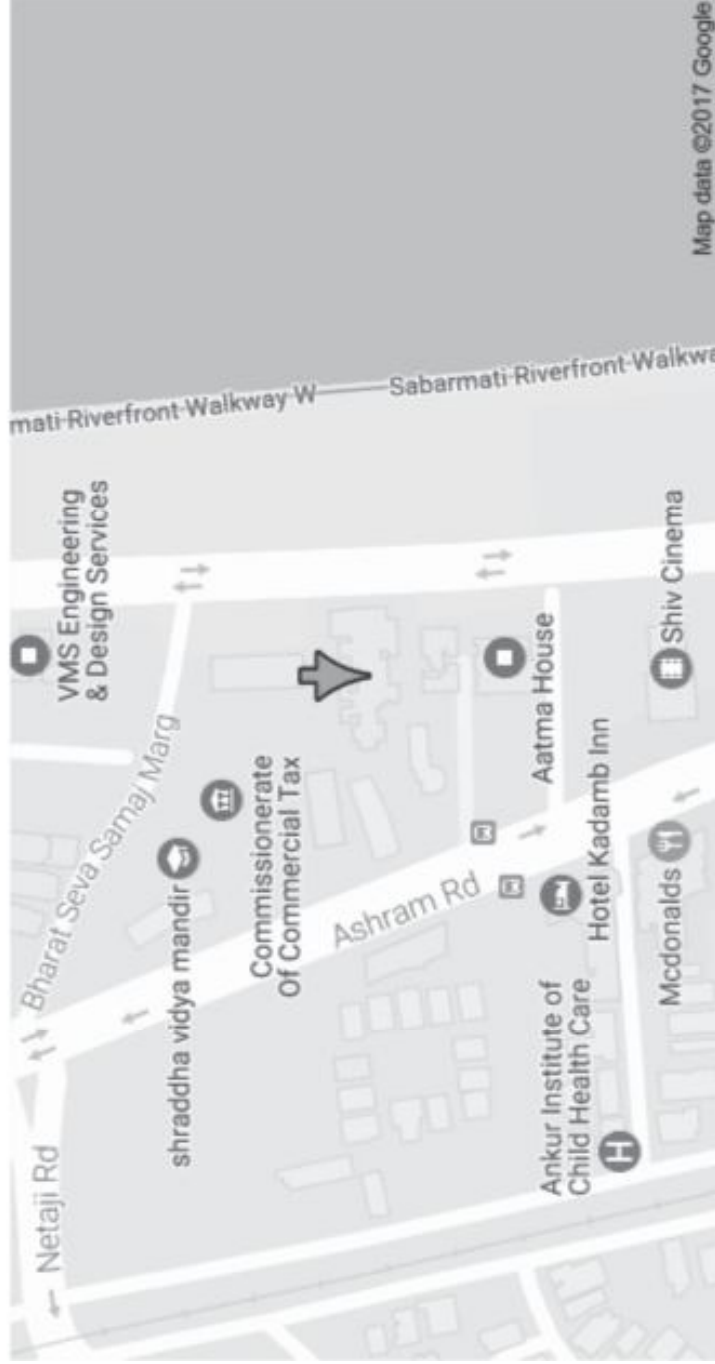 mati Riverfront Walkway W
Sabarmati Riverfront Walkwa
VMS Engineering
& Design Services
Bharat Seva Samaj Marg
shraddha vidya mandir
Commissionerate
Of Commercial Tax
Netaji Rd
Ashram Rd
Aatma House
Hotel Kadamb Inn
Shiv Cinema
Mcdonalds
Ankur Institute of
Child Health Care
H
Map data ©2017 Google